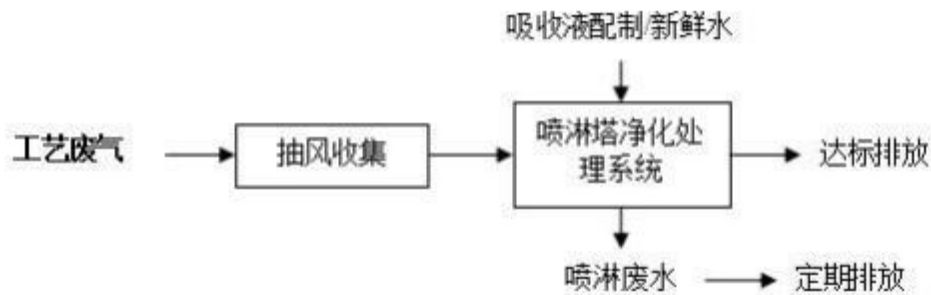 吸收液配制/新鲜水
工艺废气
抽风收集
喷淋塔净化处
理系统
达标排放
喷淋废水
定期排放